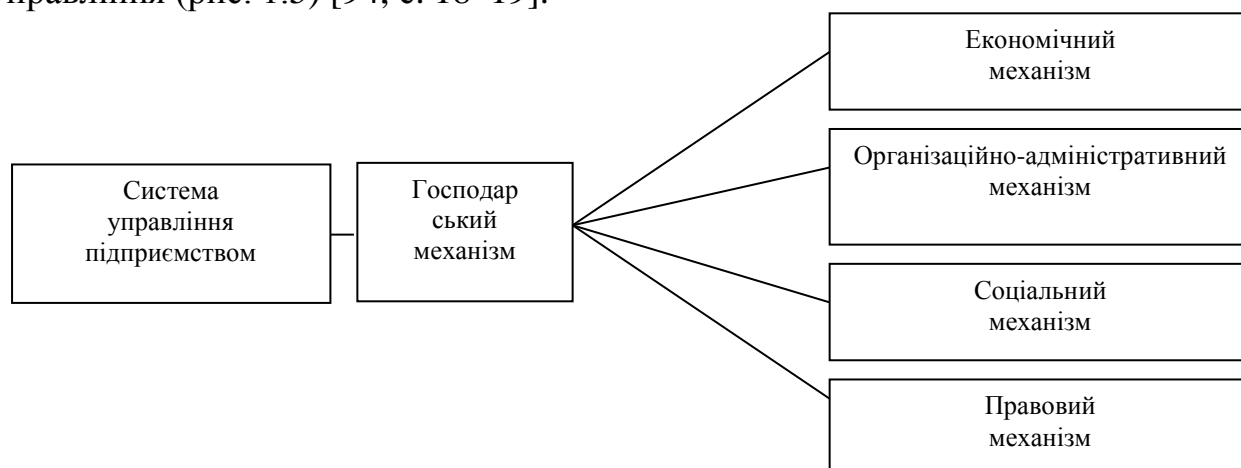 правління (рис. 1.3) [94, с. 18–19].
Економічний
механізм
Організаційно-адміністративний
механізм
Система
управління
підприємством
Господар
ський
механізм
Соціальний
механізм
Правовий
механізм